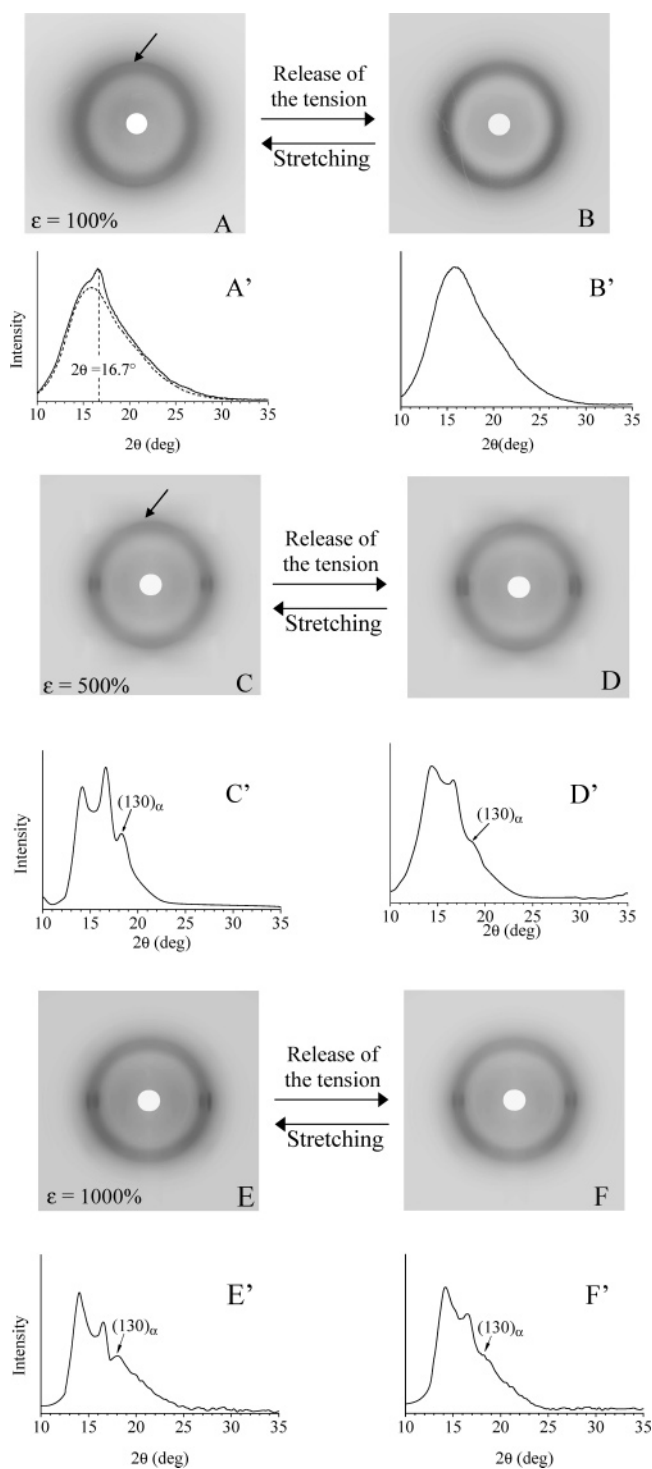 Release of
the tension
Stretching
ε = 100%
A
B
A'
B'
Intensity
2θ =16.7°
10 15 20 25 30 35
10 15 20 25 30 35
2θ (deg)
2θ(deg)
Release of
the tension
Stretching
ε = 500%
C
D
C'
D'
Intensity
(130)α
(130)α
10 15 20 25 30 35
10 15 20 25 30 35
2θ (deg)
2θ (deg)
Release of
the tension
Stretching
ε = 1000%
E
F
E'
F'
Intensity
(130)α
(130)α
10 15 20 25 30 35
10 15 20 25 30 35
2θ (deg)
2θ (deg)